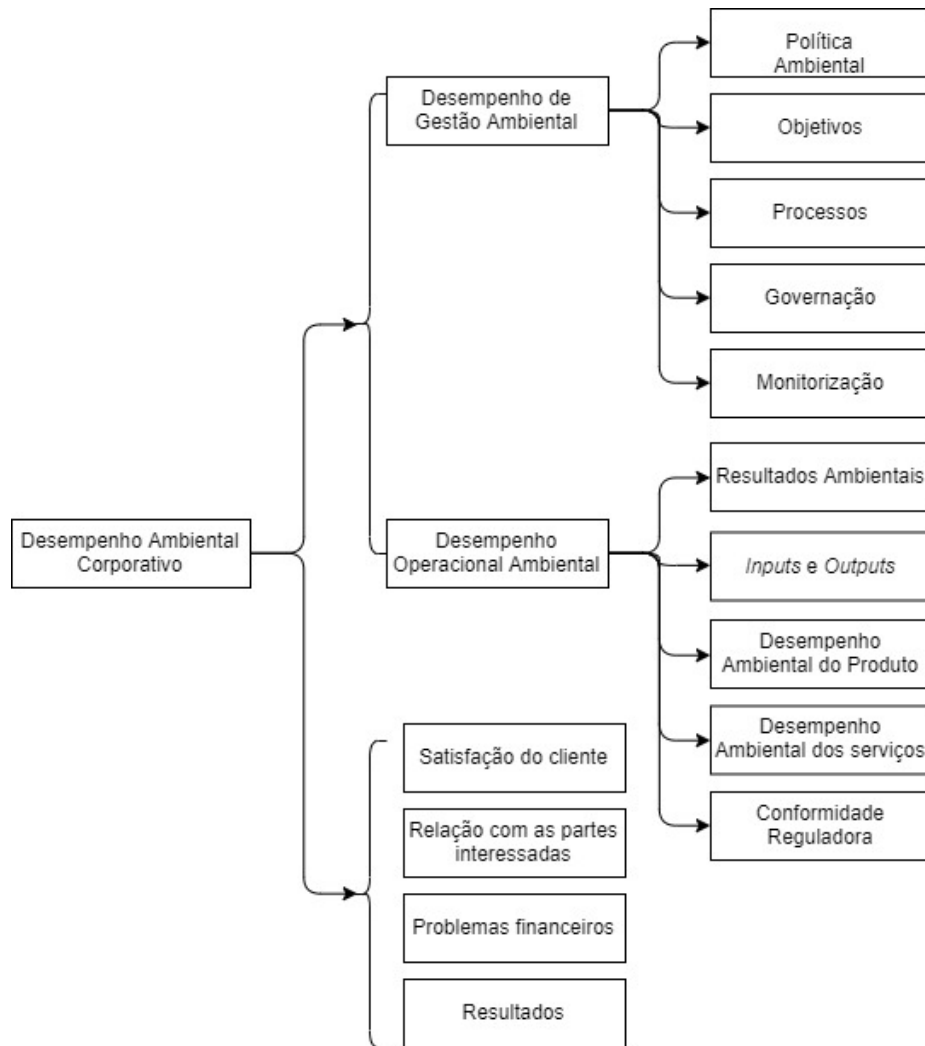 Desempenho Ambiental
Corporativo
Desempenho de
Gestão Ambiental
Política
Ambiental
Objetivos
Processos
Governação
Monitorização
Desempenho
Operacional Ambiental
Resultados Ambientais
Inputs e Outputs
Desempenho
Ambiental do Produto
Desempenho
Ambiental dos serviços
Conformidade
Reguladora
Satisfação do cliente
Relação com as partes
interessadas
Problemas financeiros
Resultados